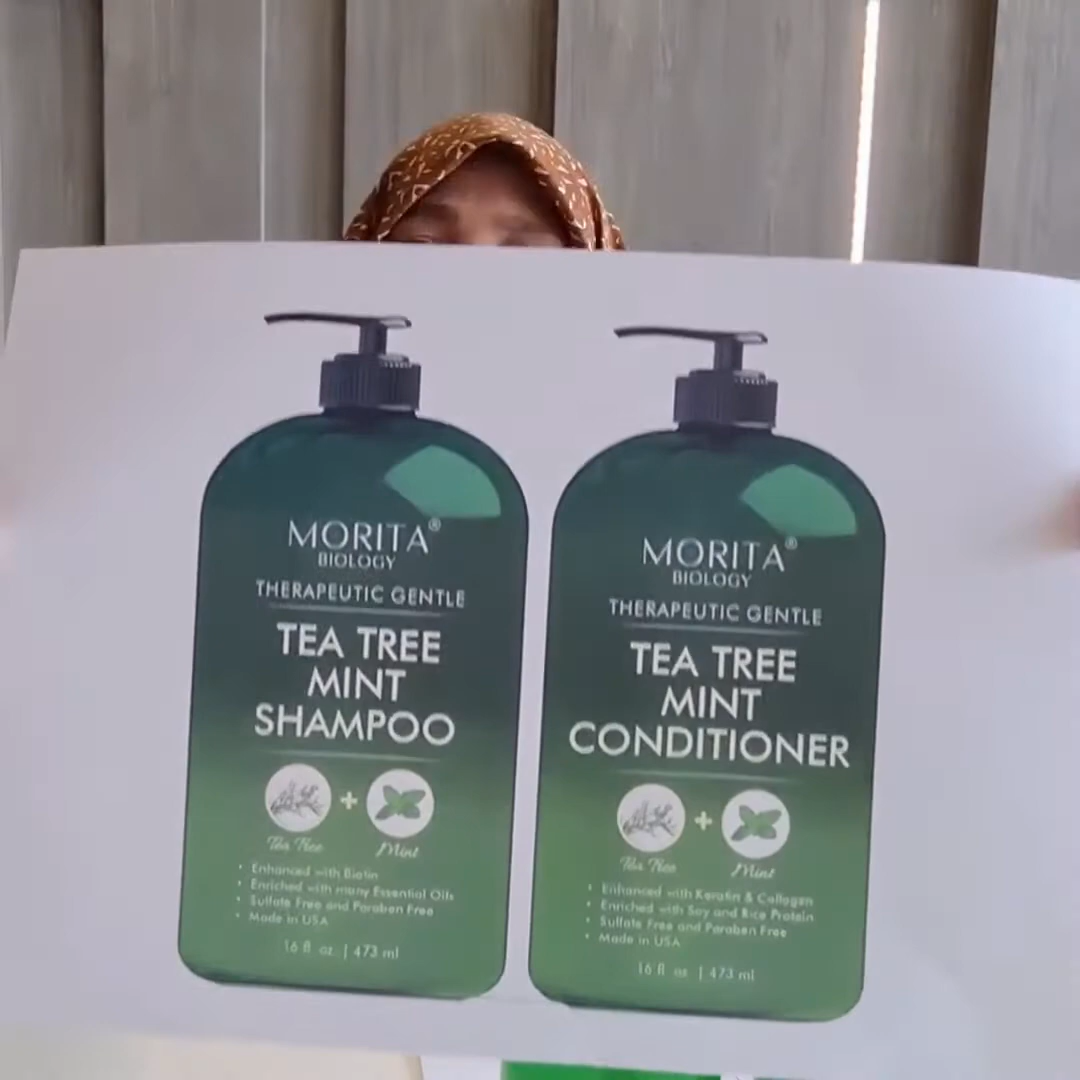 MORITA®
BIOLOGY
THERAPEUTIC GENTLE
TEA TREE
MINT
SHAMPOO
+
Tea Tree
Mint
• Enhanced with Biotin
• Enriched with many Essential Oils
• Sulfate Free and Paraben Free
• Made in USA
16 fl oz. | 473 ml
MORITA®
BIOLOGY
THERAPEUTIC GENTLE
TEA TREE
MINT
CONDITIONER
+
Tea Tree
Mint
• Enhanced with Keratin & Collagen
• Enriched with Soy and Rice Protein
• Sulfate Free and Paraben Free
• Made in USA
16 fl oz. | 473 ml